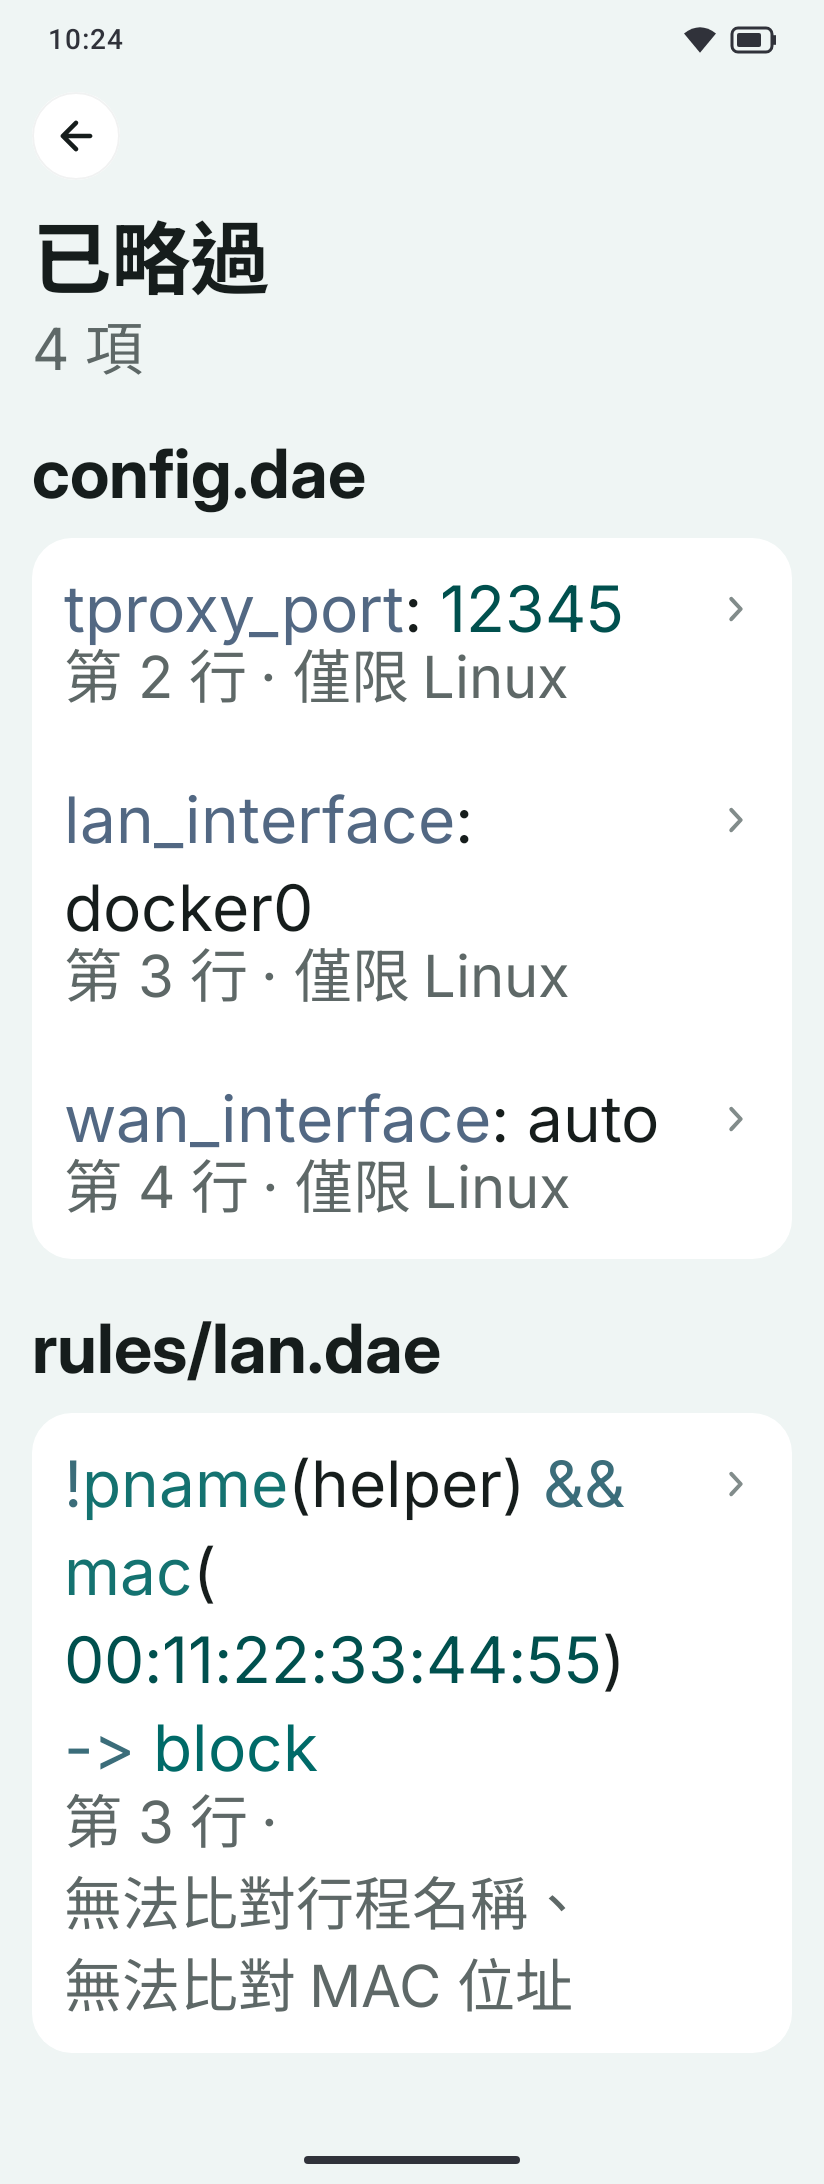 10:24
已略過
4 項
config.dae
tproxy_port: 12345
第 2 行 · 僅限 Linux
lan_interface:
docker0
第 3 行 · 僅限 Linux
wan_interface: auto
第 4 行 · 僅限 Linux
rules/lan.dae
!pname(helper) &&
mac(
00:11:22:33:44:55)
-> block
第 3 行 ·
無法比對行程名稱、
無法比對 MAC 位址